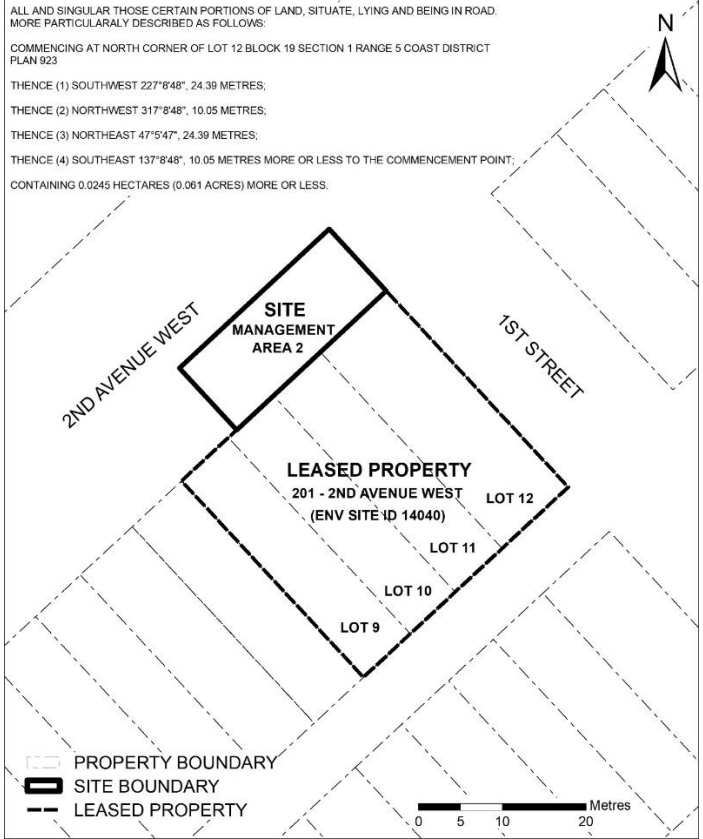 ALL AND SINGULAR THOSE CERTAIN PORTIONS OF LAND, SITUATE, LYING AND BEING IN ROAD.
MORE PARTICULARALY DESCRIBED AS FOLLOWS:
COMMENCING AT NORTH CORNER OF LOT 12 BLOCK 19 SECTION 1 RANGE 5 COAST DISTRICT
PLAN 923
THENCE (1) SOUTHWEST 227°8'48", 24.39 METRES;
THENCE (2) NORTHWEST 317°8'48", 10.05 METRES;
THENCE (3) NORTHEAST 47°5'47", 24.39 METRES;
THENCE (4) SOUTHEAST 137°8'48", 10.05 METRES MORE OR LESS TO THE COMMENCEMENT POINT;
CONTAINING 0.0245 HECTARES (0.061 ACRES) MORE OR LESS.
N
SITE
MANAGEMENT
AREA 2
2ND AVENUE WEST
1ST STREET
LEASED PROPERTY
201 - 2ND AVENUE WEST
(ENV SITE ID 14040)
LOT 12
LOT 11
LOT 10
LOT 9
PROPERTY BOUNDARY
SITE BOUNDARY
LEASED PROPERTY
Metres
0 5 10 20